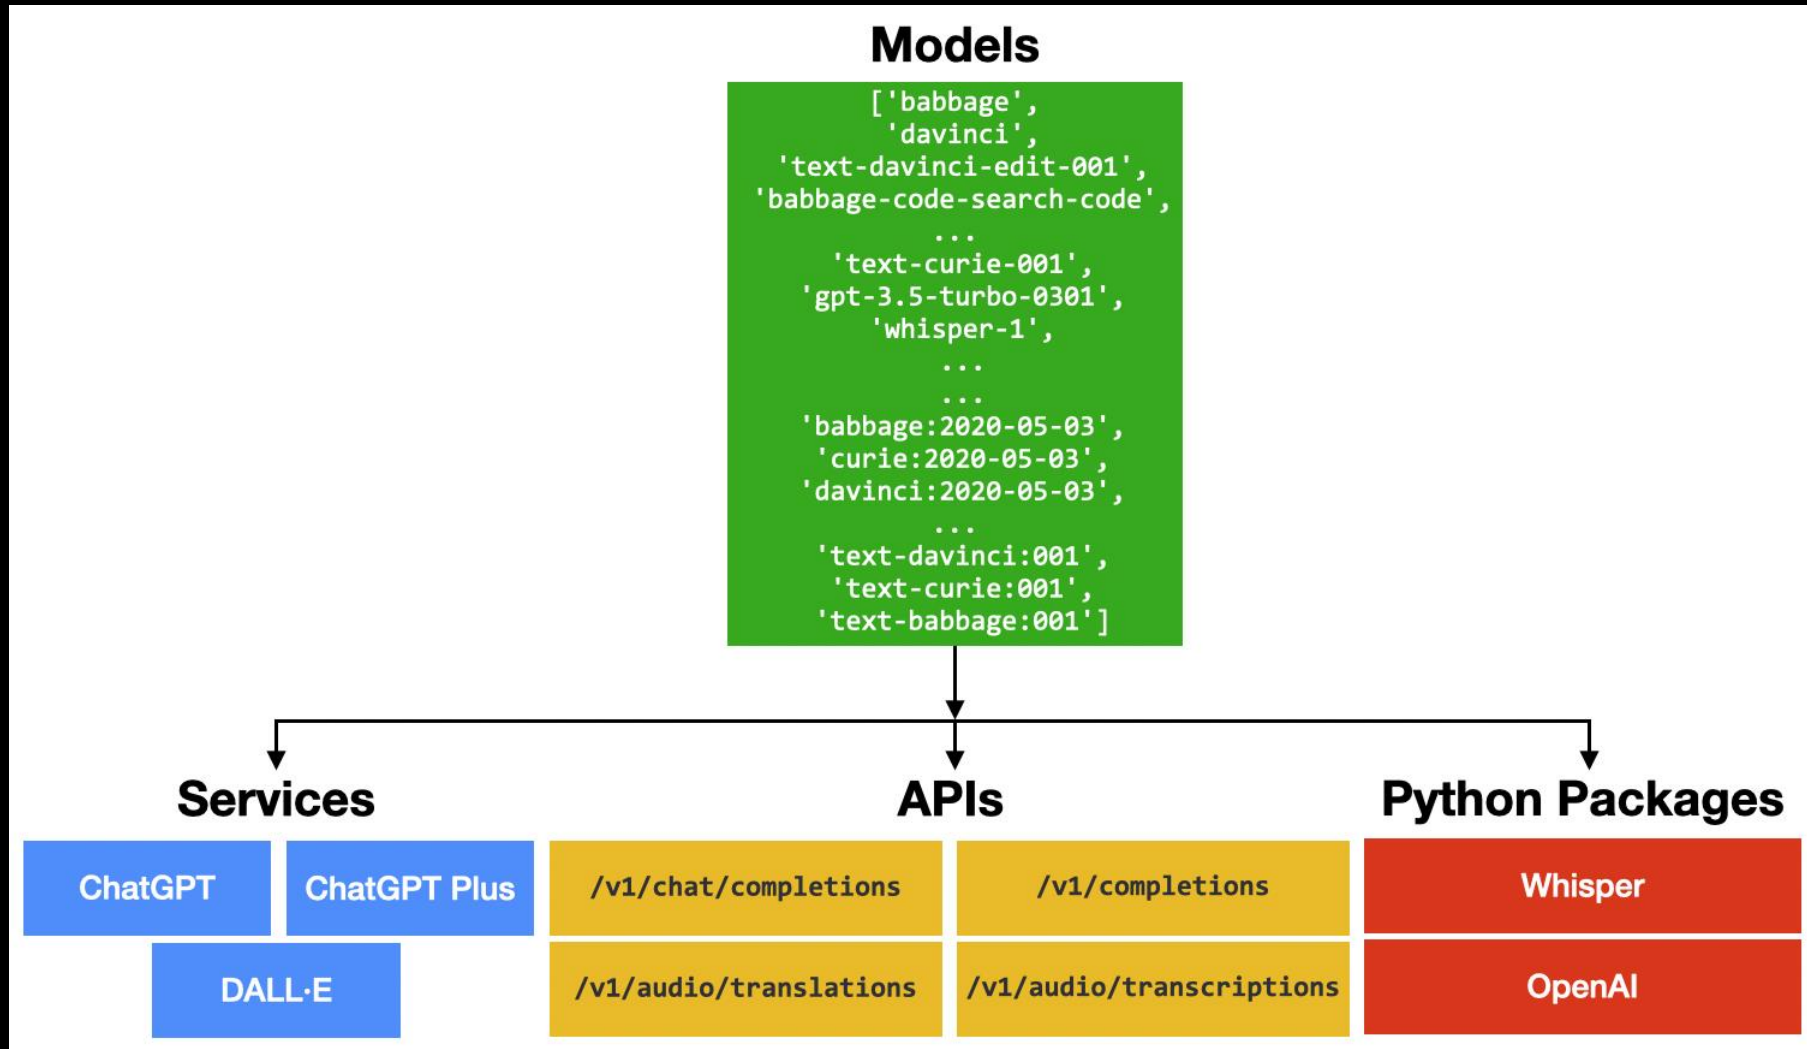 Models
['babbage',
'davinci',
'text-davinci-edit-001',
'babbage-code-search-code',
...
'text-curie-001',
'gpt-3.5-turbo-0301',
'whisper-1',
...
...
'babbage:2020-05-03',
'curie:2020-05-03',
'davinci:2020-05-03',
...
'text-davinci:001',
'text-curie:001',
'text-babbage:001']
Services
APIs
Python Packages
ChatGPT
ChatGPT Plus
/v1/chat/completions
/v1/completions
Whisper
DALL·E
/v1/audio/translations
/v1/audio/transcriptions
OpenAI